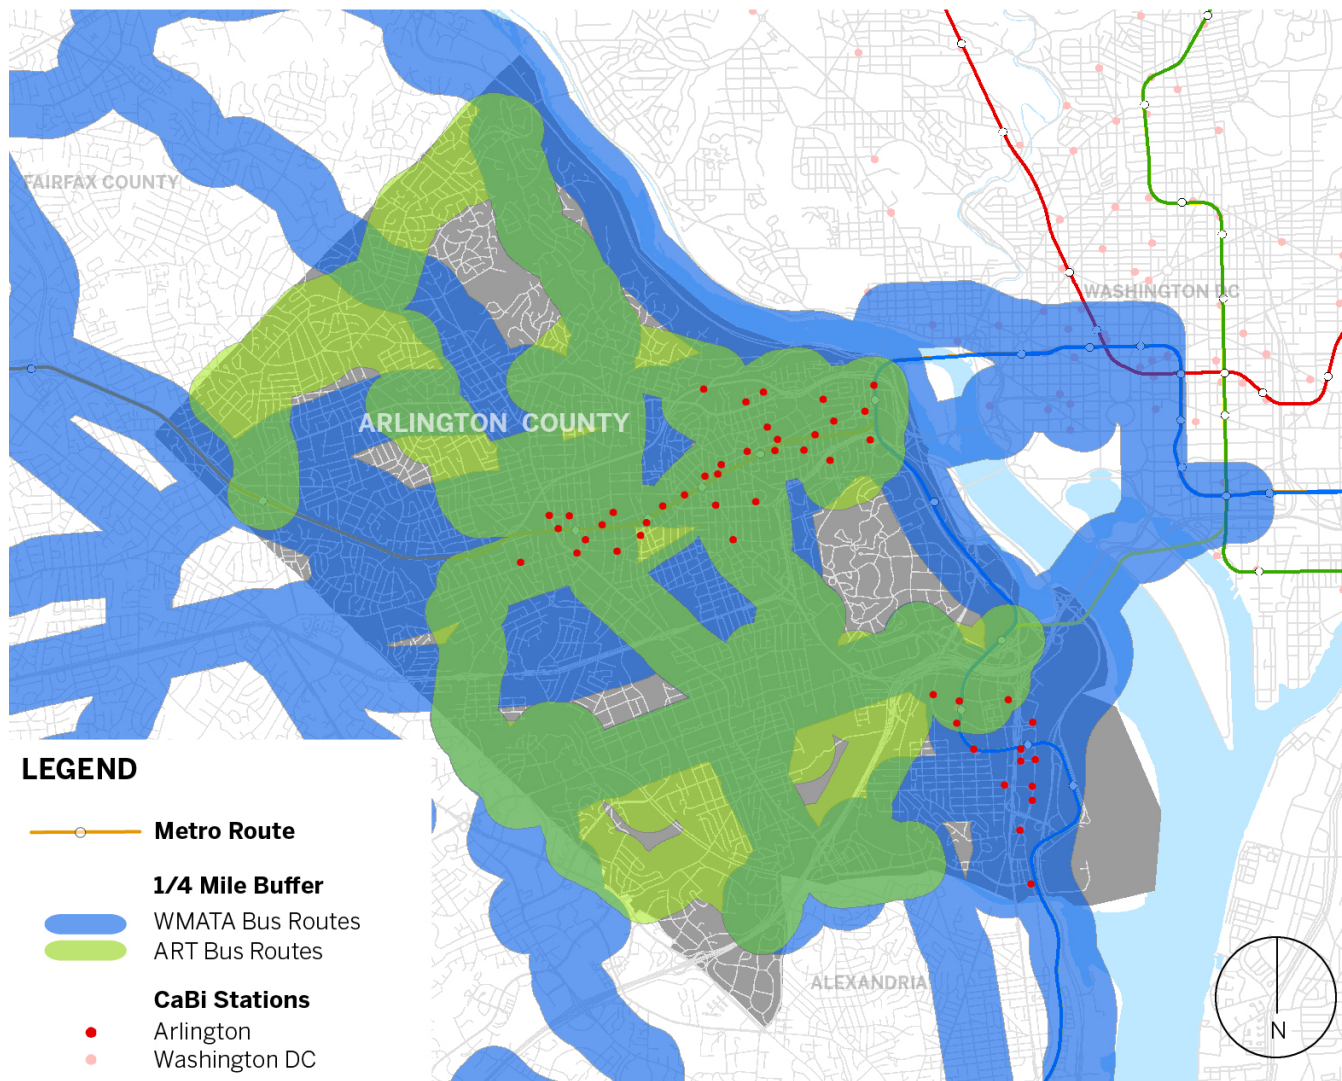 FAIRFAX COUNTY
WASHINGTON DC
ARLINGTON COUNTY
LEGEND
Metro Route
1/4 Mile Buffer
WMATA Bus Routes
ART Bus Routes
CaBi Stations
Arlington
Washington DC
ALEXANDRIA
N